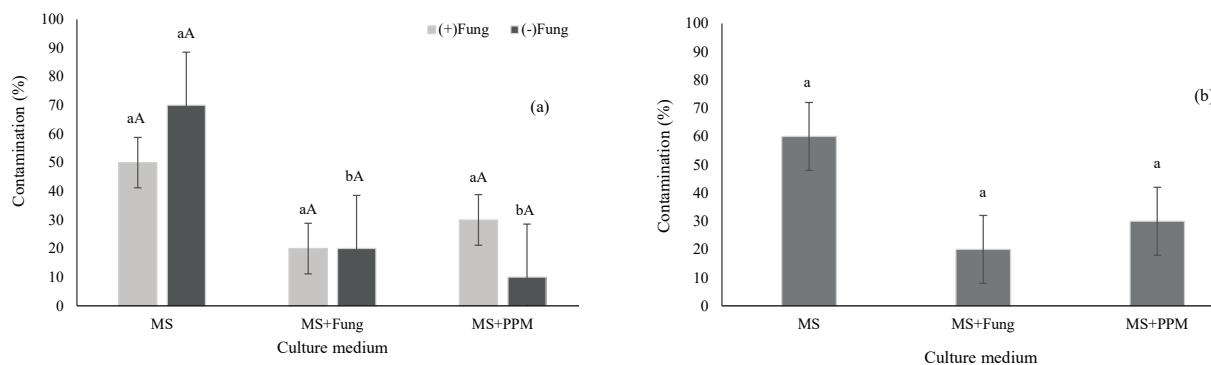 100
90
80
70
60
50
40
30
20
10
0
Contamination (%)
(+)Fung (-)Fung
aA
aA
aA
bA
aA
bA
(a)
MS MS+Fung MS+PPM
Culture medium
100
90
80
70
60
50
40
30
20
10
0
Contamination (%)
a
a
a
(b)
MS MS+Fung MS+PPM
Culture medium